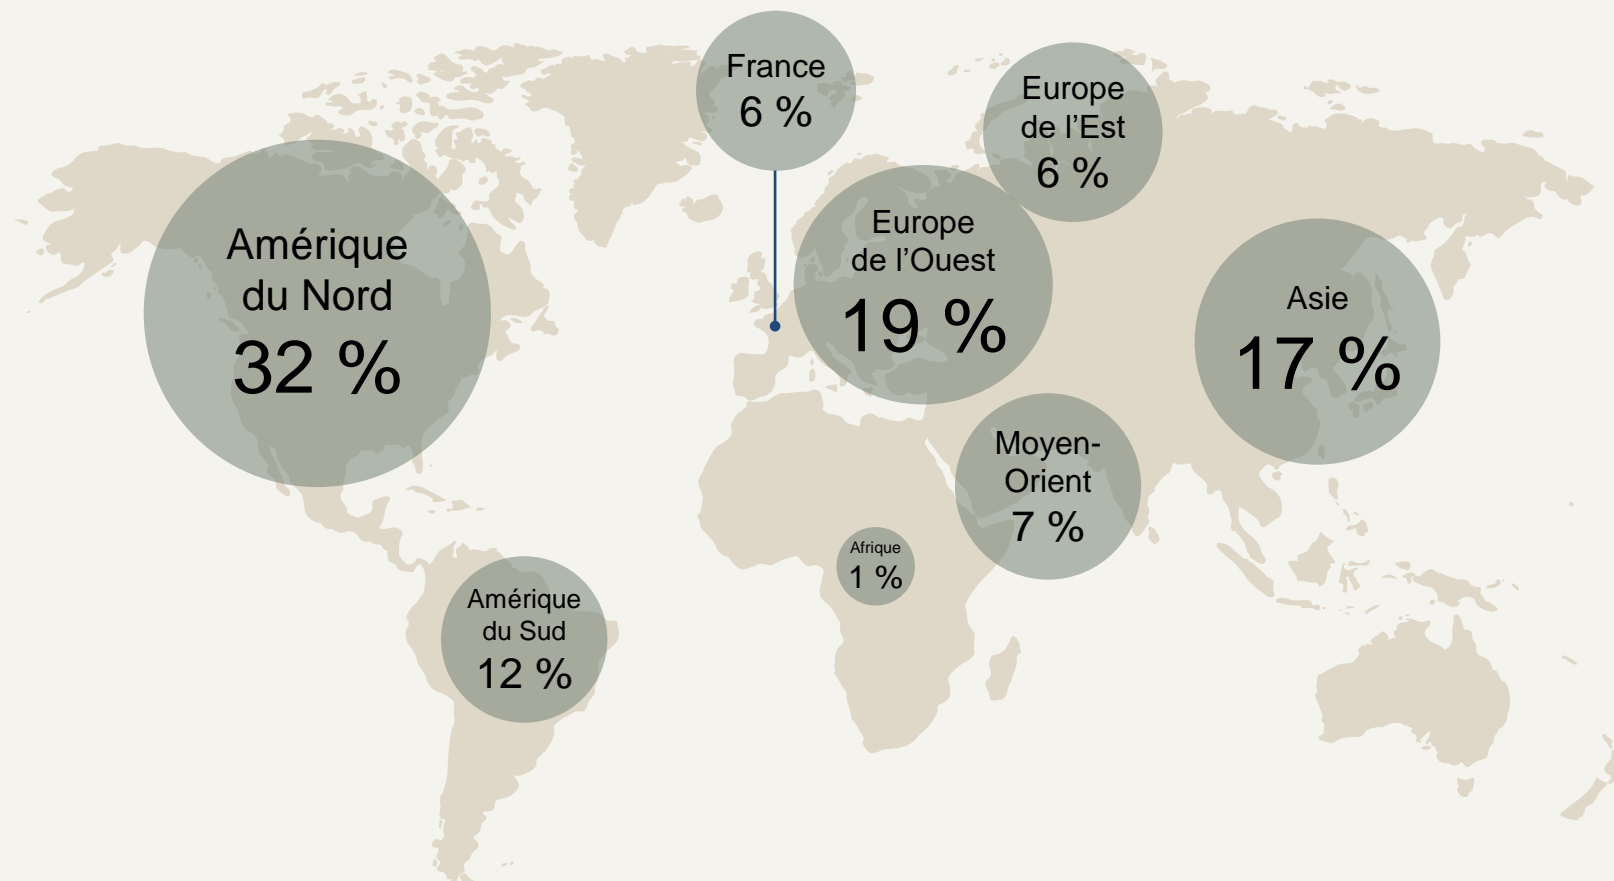 France
6 %
Europe
de l’Est
6 %
Amérique
du Nord
32 %
Europe
de l’Ouest
19 %
Asie
17 %
Moyen-
Orient
7 %
Afrique
1 %
Amérique
du Sud
12 %